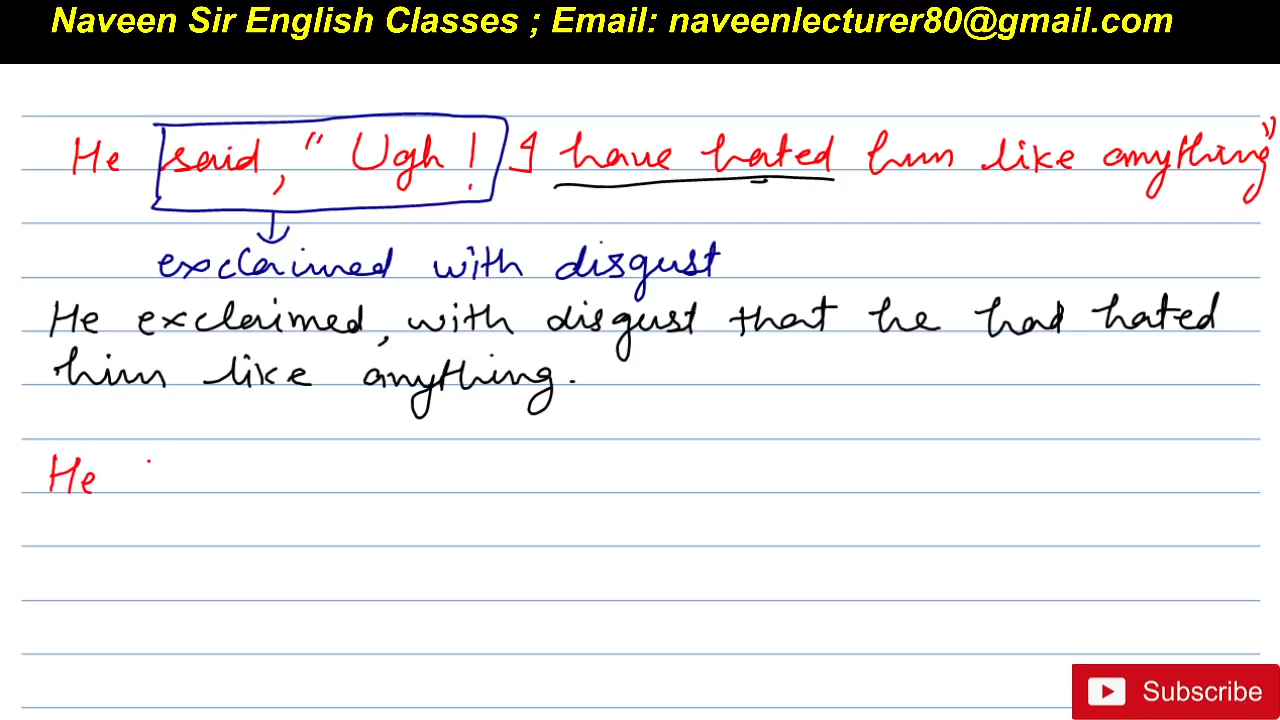 Naveen Sir English Classes ; Email: naveenlecturer80@gmail.com
He said, "Ugh! I have hated him like anything"
exclaimed with disgust
He exclaimed, with disgust that he had hated
him like anything.
He
Subscribe